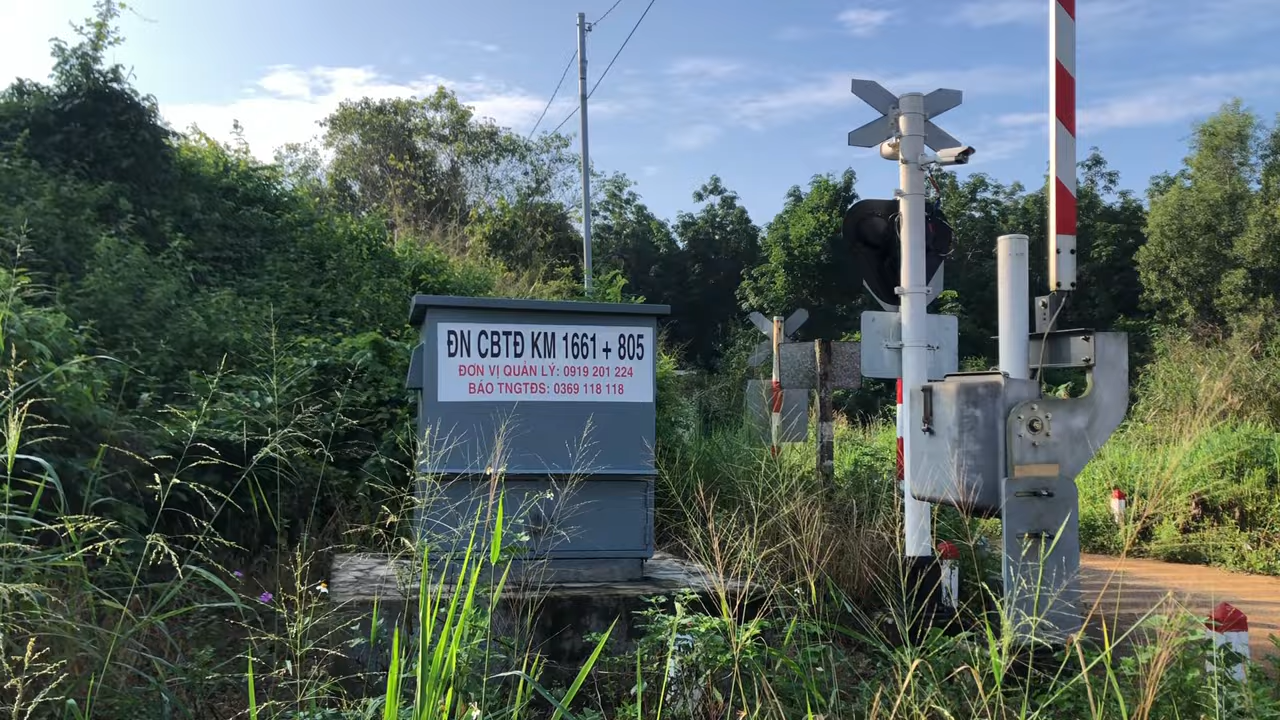 ĐN CBTĐ KM 1661 + 805
ĐƠN VỊ QUẢN LÝ: 0919 201 224
BÁO TNGTĐS: 0369 118 118